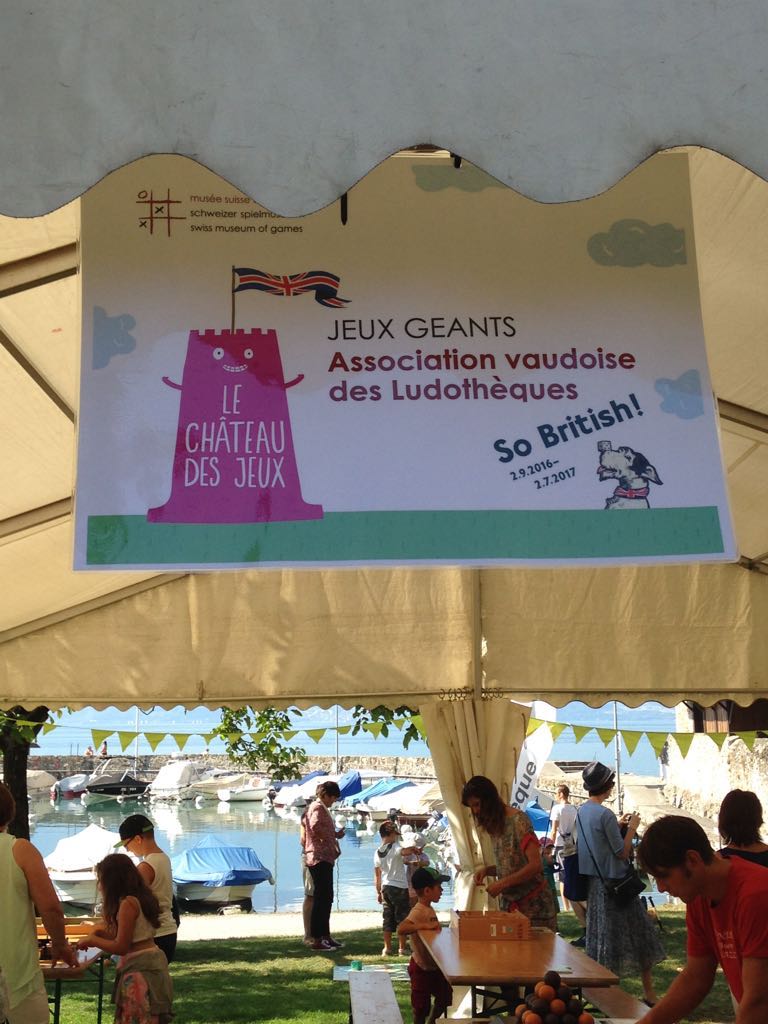 musée suisse
schweizer
swiss museum of games
JEUX GEANTS
Association vaudoise
des Ludothèques
LE
CHÂTEAU
DES JEUX
So British!
2.9.2016–
2.7.2017